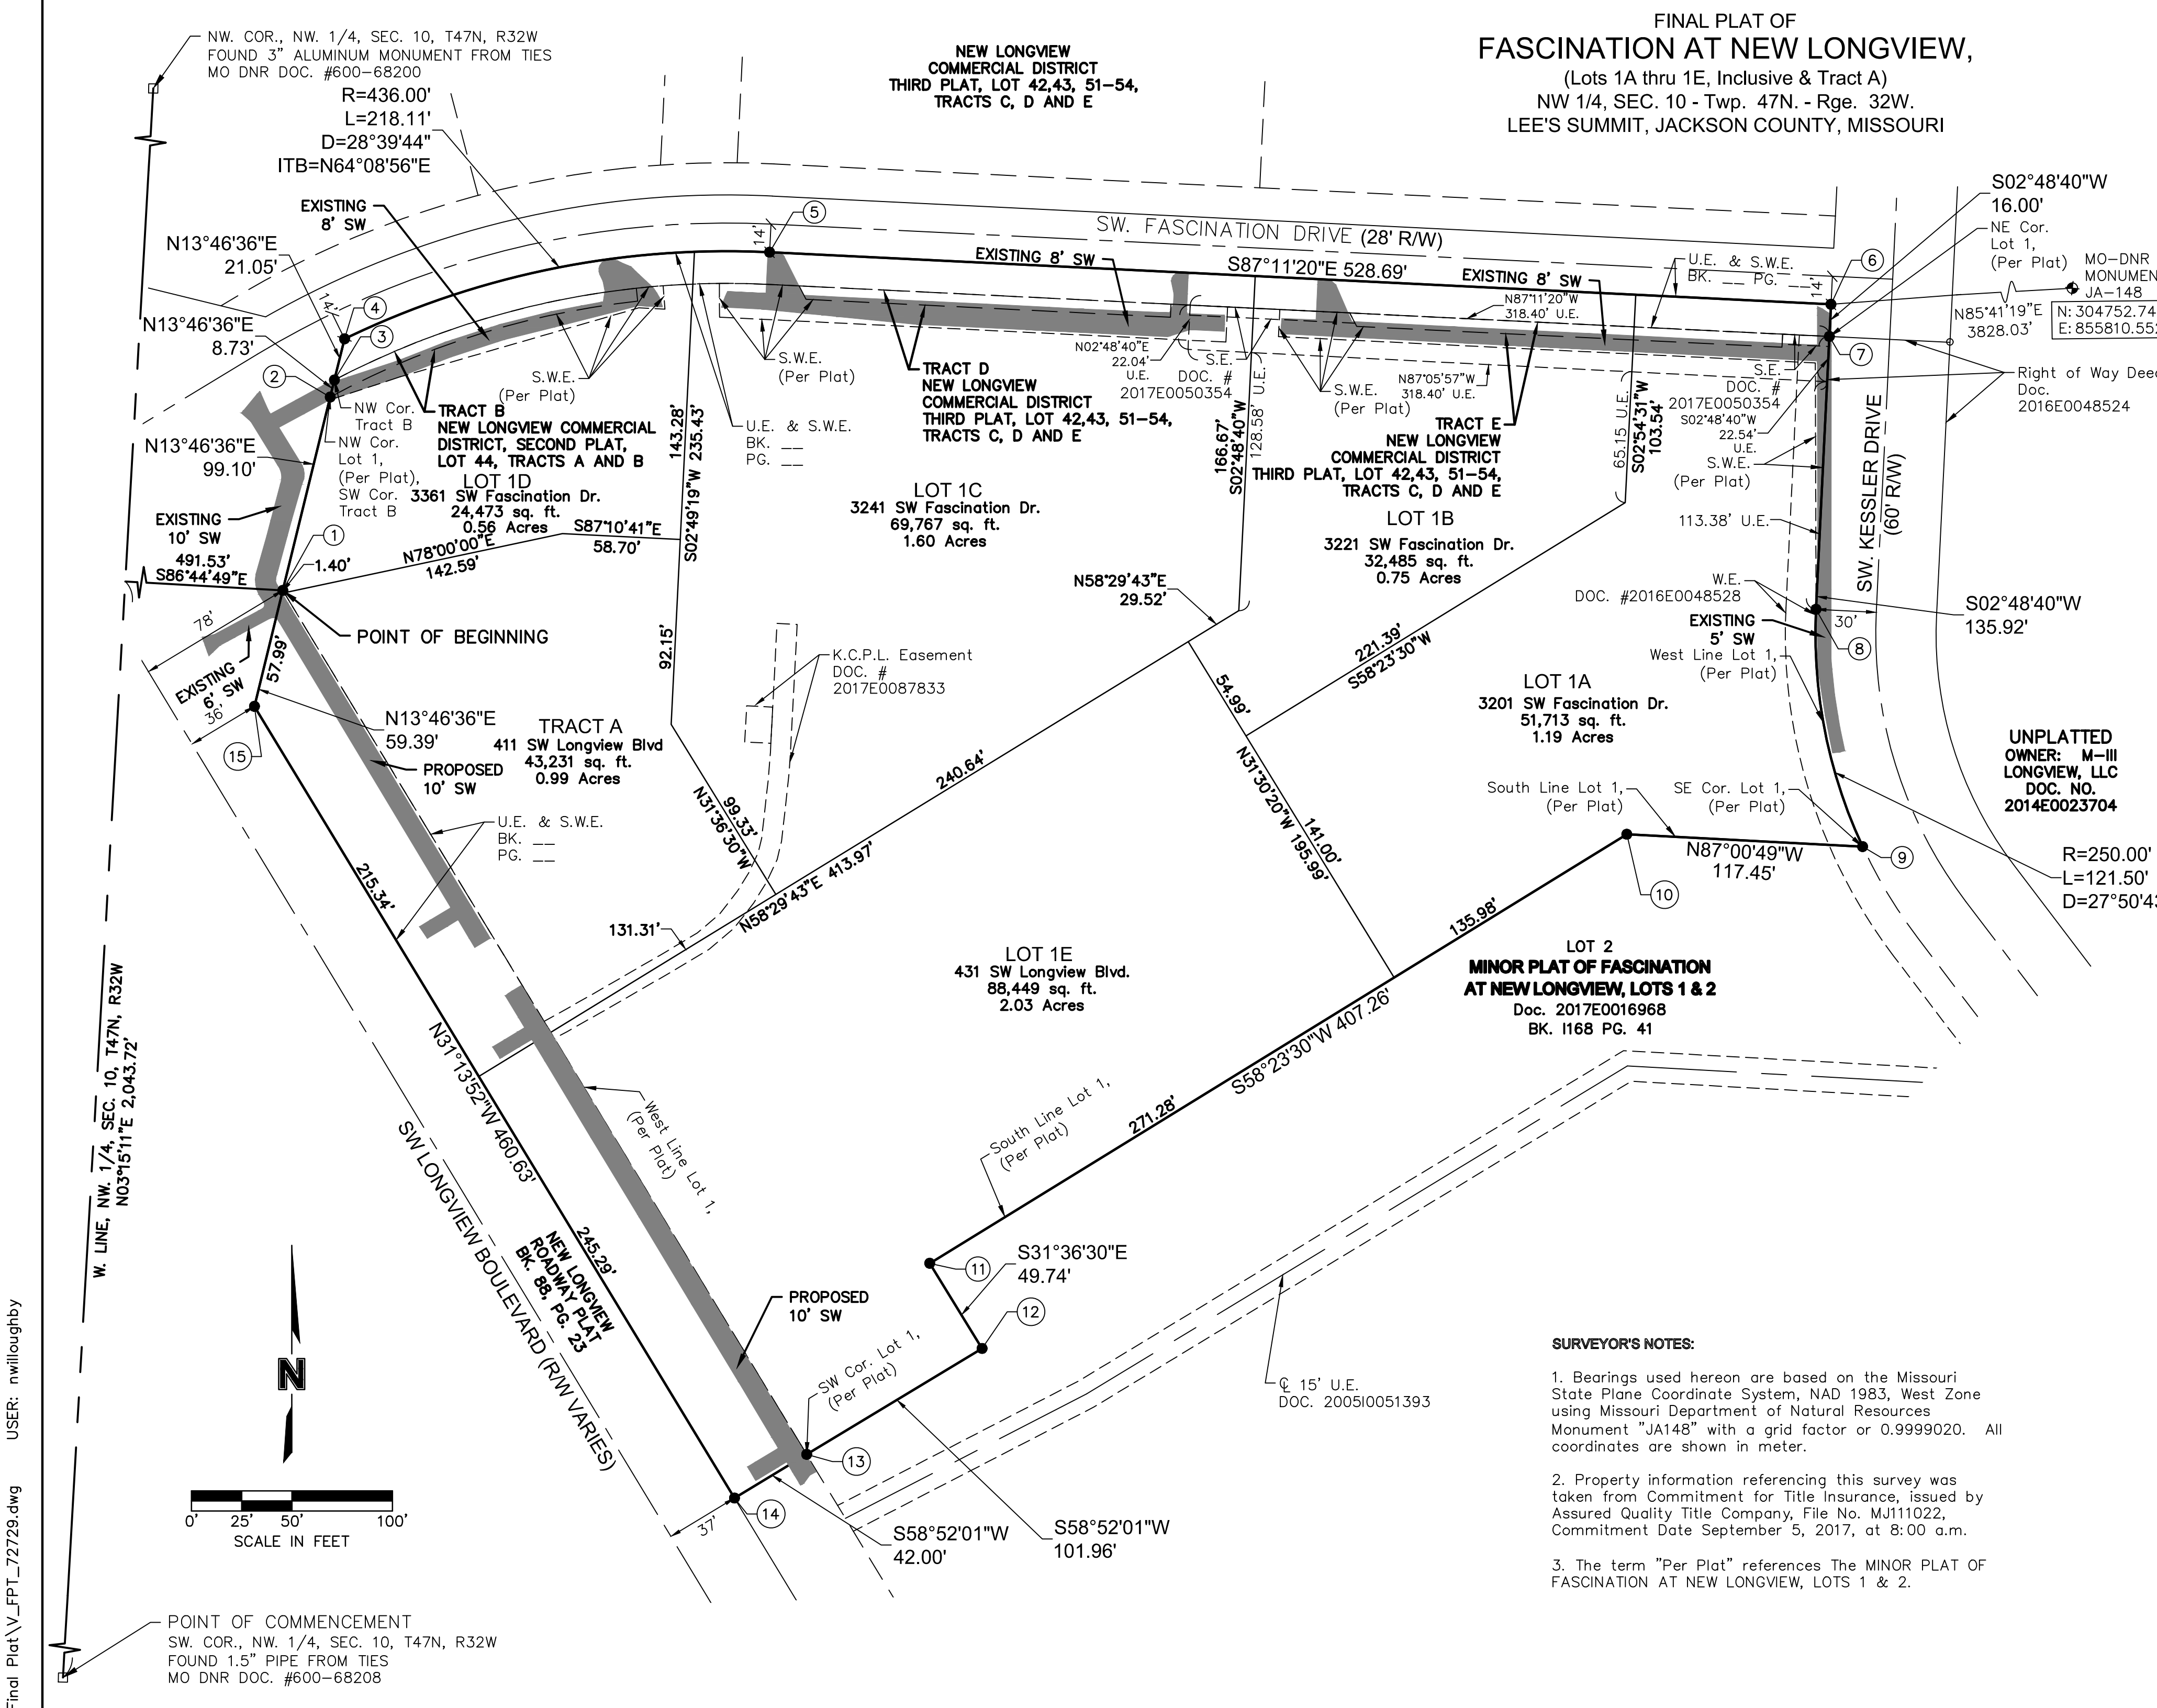 FINAL PLAT OF
FASCINATION AT NEW LONGVIEW,
(Lots 1A thru 1E, Inclusive & Tract A)
NW 1/4, SEC. 10 - Twp. 47N. - Rge. 32W.
LEE'S SUMMIT, JACKSON COUNTY, MISSOURI
NW. COR., NW. 1/4, SEC. 10, T47N, R32W
FOUND 3" ALUMINUM MONUMENT FROM TIES
MO DNR DOC. #600-68200
R=436.00'
L=218.11'
D=28°39'44"
ITB=N64°08'56"E
NEW LONGVIEW
COMMERCIAL DISTRICT
THIRD PLAT, LOT 42,43, 51-54,
TRACTS C, D AND E
EXISTING
8' SW
N13°46'36"E
21.05'
14'
4
N13°46'36"E
8.73'
3
2
5
14'
SW. FASCINATION DRIVE (28' R/W)
EXISTING 8' SW
S87°11'20"E 528.69'
EXISTING 8' SW
U.E. & S.W.E.
BK. __ PG. __
N87°11'20"W
318.40' U.E.
14'
6
S02°48'40"W
16.00'
NE Cor.
Lot 1,
(Per Plat)
MO-DNR
MONUMEN
JA-148
N85°41'19"E
3828.03'
N: 304752.74
E: 855810.552
7
Right of Way Deed
Doc.
2016E0048524
NW Cor.
Tract B
NW Cor.
Lot 1,
(Per Plat),
SW Cor.
Tract B
N13°46'36"E
99.10'
S.W.E.
(Per Plat)
TRACT B
NEW LONGVIEW COMMERCIAL
DISTRICT, SECOND PLAT,
LOT 44, TRACTS A AND B
LOT 1D
3361 SW Fascination Dr.
24,473 sq. ft.
0.56 Acres
S87°10'41"E
58.70'
N78°00'00"E
142.59'
143.28'
S02°49'19"W 235.43'
92.15'
U.E. & S.W.E.
BK. __
PG. __
S.W.E.
(Per Plat)
TRACT D
NEW LONGVIEW
COMMERCIAL DISTRICT
THIRD PLAT, LOT 42,43, 51-54,
TRACTS C, D AND E
N02°48'40"E
22.04'
U.E.
S.E.
DOC. #
2017E0050354
166.67'
S02°48'40"W
128.58' U.E.
S.W.E.
(Per Plat)
N87°05'57"W
318.40' U.E.
TRACT E
NEW LONGVIEW
COMMERCIAL DISTRICT
THIRD PLAT, LOT 42,43, 51-54,
TRACTS C, D AND E
65.15 U.E.
S02°54'31"W
103.54'
S.E.
DOC. #
2017E0050354
S02°48'40"W
22.54'
U.E.
S.W.E.
(Per Plat)
113.38' U.E.
SW. KESSLER DRIVE
(60' R/W)
LOT 1C
3241 SW Fascination Dr.
69,767 sq. ft.
1.60 Acres
LOT 1B
3221 SW Fascination Dr.
32,485 sq. ft.
0.75 Acres
EXISTING
10' SW
1
1.40'
491.53'
S86°44'49"E
78'
POINT OF BEGINNING
57.99'
EXISTING
6' SW
36'
15
N13°46'36"E
59.39'
TRACT A
411 SW Longview Blvd
43,231 sq. ft.
0.99 Acres
PROPOSED
10' SW
K.C.P.L. Easement
DOC. #
2017E0087833
N58°29'43"E
29.52'
W.E.
DOC. #2016E0048528
EXISTING
5' SW
30'
8
S02°48'40"W
135.92'
West Line Lot 1,
(Per Plat)
221.39'
S58°23'30"W
54.99'
LOT 1A
3201 SW Fascination Dr.
51,713 sq. ft.
1.19 Acres
UNPLATTED
OWNER: M-III
LONGVIEW, LLC
DOC. NO.
2014E0023704
South Line Lot 1,
(Per Plat)
SE Cor. Lot 1,
(Per Plat)
N87°00'49"W
117.45'
9
R=250.00'
L=121.50'
D=27°50'43
10
U.E. & S.W.E.
BK. __
PG. __
215.34'
99.33'
N31°36'30"W
240.64'
N58°29'43"E 413.97'
131.31'
141.00'
N31°30'20"W 195.99'
135.98'
LOT 1E
431 SW Longview Blvd.
88,449 sq. ft.
2.03 Acres
LOT 2
MINOR PLAT OF FASCINATION
AT NEW LONGVIEW, LOTS 1 & 2
Doc. 2017E0016968
BK. I168 PG. 41
S58°23'30"W 407.26'
271.28'
South Line Lot 1,
(Per Plat)
West Line Lot 1,
(Per Plat)
W. LINE, NW. 1/4, SEC. 10, T47N, R32W
N03°15'11"E 2,043.72'
N31°13'52"W 460.63'
245.29'
SW LONGVIEW BOULEVARD (R/W VARIES)
NEW LONGVIEW
ROADWAY PLAT
BK. 88, PG. 23
PROPOSED
10' SW
11
S31°36'30"E
49.74'
12
SW Cor. Lot 1,
(Per Plat)
13
14
37'
S58°52'01"W
42.00'
S58°52'01"W
101.96'
℄ 15' U.E.
DOC. 2005I0051393
N
0' 25' 50' 100'
SCALE IN FEET
POINT OF COMMENCEMENT
SW. COR., NW. 1/4, SEC. 10, T47N, R32W
FOUND 1.5" PIPE FROM TIES
MO DNR DOC. #600-68208
SURVEYOR'S NOTES:
1. Bearings used hereon are based on the Missouri
State Plane Coordinate System, NAD 1983, West Zone
using Missouri Department of Natural Resources
Monument "JA148" with a grid factor or 0.9999020. All
coordinates are shown in meter.
2. Property information referencing this survey was
taken from Commitment for Title Insurance, issued by
Assured Quality Title Company, File No. MJ111022,
Commitment Date September 5, 2017, at 8:00 a.m.
3. The term "Per Plat" references The MINOR PLAT OF
FASCINATION AT NEW LONGVIEW, LOTS 1 & 2.
Final Plat\V_FPT_72729.dwg USER: nwilloughby